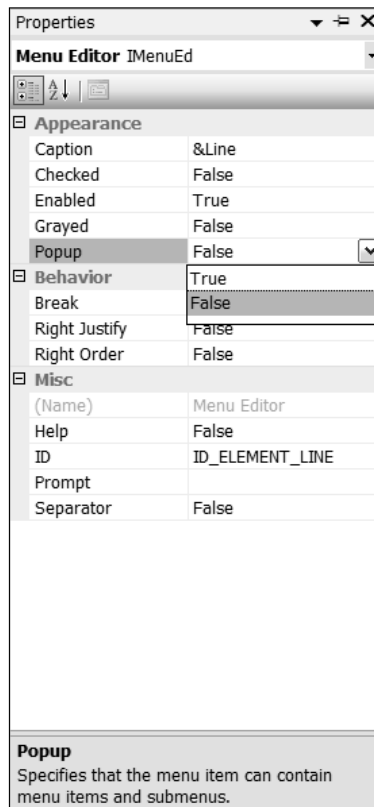 Properties
Menu Editor IMenuEd
Appearance
Caption &Line
Checked False
Enabled True
Grayed False
Popup False
True
False
Behavior
Break
Right Justify False
Right Order False
Misc
(Name) Menu Editor
Help False
ID ID_ELEMENT_LINE
Prompt
Separator False
Popup
Specifies that the menu item can contain
menu items and submenus.